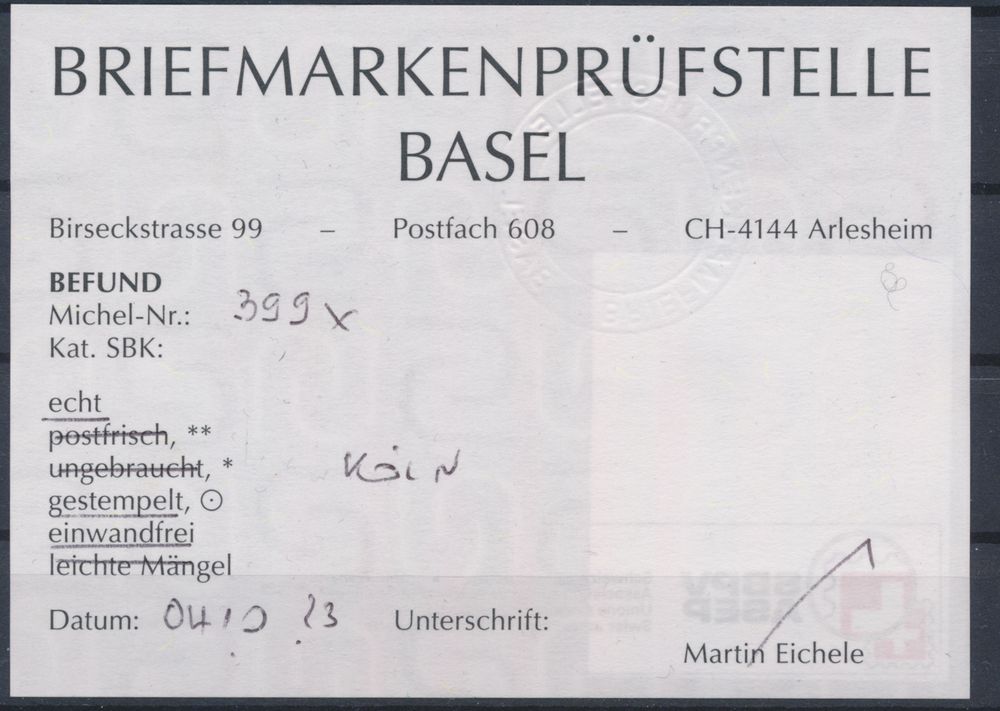 BRIEFMARKENPRÜFSTELLE
BASEL
Birseckstrasse 99 – Postfach 608 – CH-4144 Arlesheim
BEFUND
Michel-Nr.: 399 x
Kat. SBK:
echt
postfrisch, **
ungebraucht, *
KÖLN
gestempelt, ⊙
einwandfrei
leichte Mängel
Datum: 04 10 23 Unterschrift:
Martin Eichele